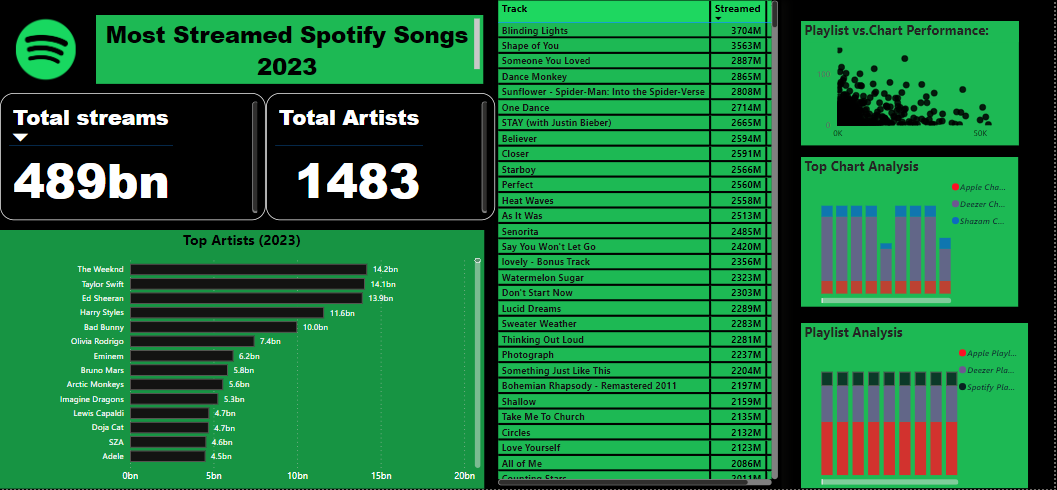 Most Streamed Spotify Songs
2023
Total streams
489bn
Total Artists
1483
Top Artists (2023)
The Weeknd 14.2bn
Taylor Swift 14.1bn
Ed Sheeran 13.9bn
Harry Styles 11.6bn
Bad Bunny 10.0bn
Olivia Rodrigo 7.4bn
Eminem 6.2bn
Bruno Mars 5.8bn
Arctic Monkeys 5.6bn
Imagine Dragons 5.3bn
Lewis Capaldi 4.7bn
Doja Cat 4.7bn
SZA 4.6bn
Adele 4.5bn
0bn 5bn 10bn 15bn 20bn
Track Streamed
Blinding Lights 3704M
Shape of You 3563M
Someone You Loved 2887M
Dance Monkey 2865M
Sunflower - Spider-Man: Into the Spider-Verse 2808M
One Dance 2714M
STAY (with Justin Bieber) 2665M
Believer 2594M
Closer 2591M
Starboy 2566M
Perfect 2560M
Heat Waves 2558M
As It Was 2513M
Senorita 2485M
Say You Won't Let Go 2420M
lovely - Bonus Track 2356M
Watermelon Sugar 2323M
Don't Start Now 2303M
Lucid Dreams 2289M
Sweater Weather 2283M
Thinking Out Loud 2281M
Photograph 2237M
Something Just Like This 2204M
Bohemian Rhapsody - Remastered 2011 2197M
Shallow 2159M
Take Me To Church 2135M
Circles 2132M
Love Yourself 2123M
All of Me 2086M
Counting Stars 2011M
Playlist vs.Chart Performance:
100
0
0K 50K
Top Chart Analysis
Apple Cha...
Deezer Ch...
Shazam C...
Playlist Analysis
Apple Playl...
Deezer Pla...
Spotify Pla...